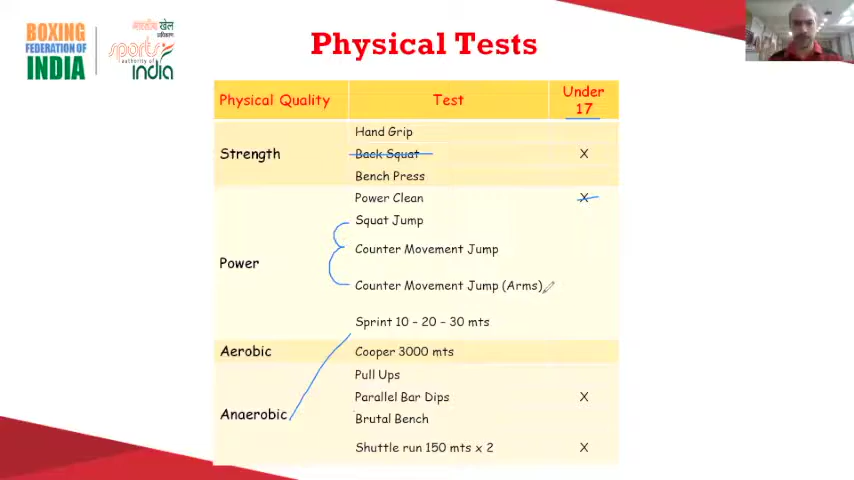 BOXING
FEDERATION OF
INDIA
भारतीय खेल
प्राधिकरण
sports
authority of
india
Physical Tests
Physical Quality Test Under 17
Strength
Hand Grip
Back Squat X
Bench Press
Power
Power Clean X
Squat Jump
Counter Movement Jump
Counter Movement Jump (Arms)
Sprint 10 – 20 – 30 mts
Aerobic Cooper 3000 mts
Anaerobic
Pull Ups
Parallel Bar Dips X
Brutal Bench
Shuttle run 150 mts x 2 X